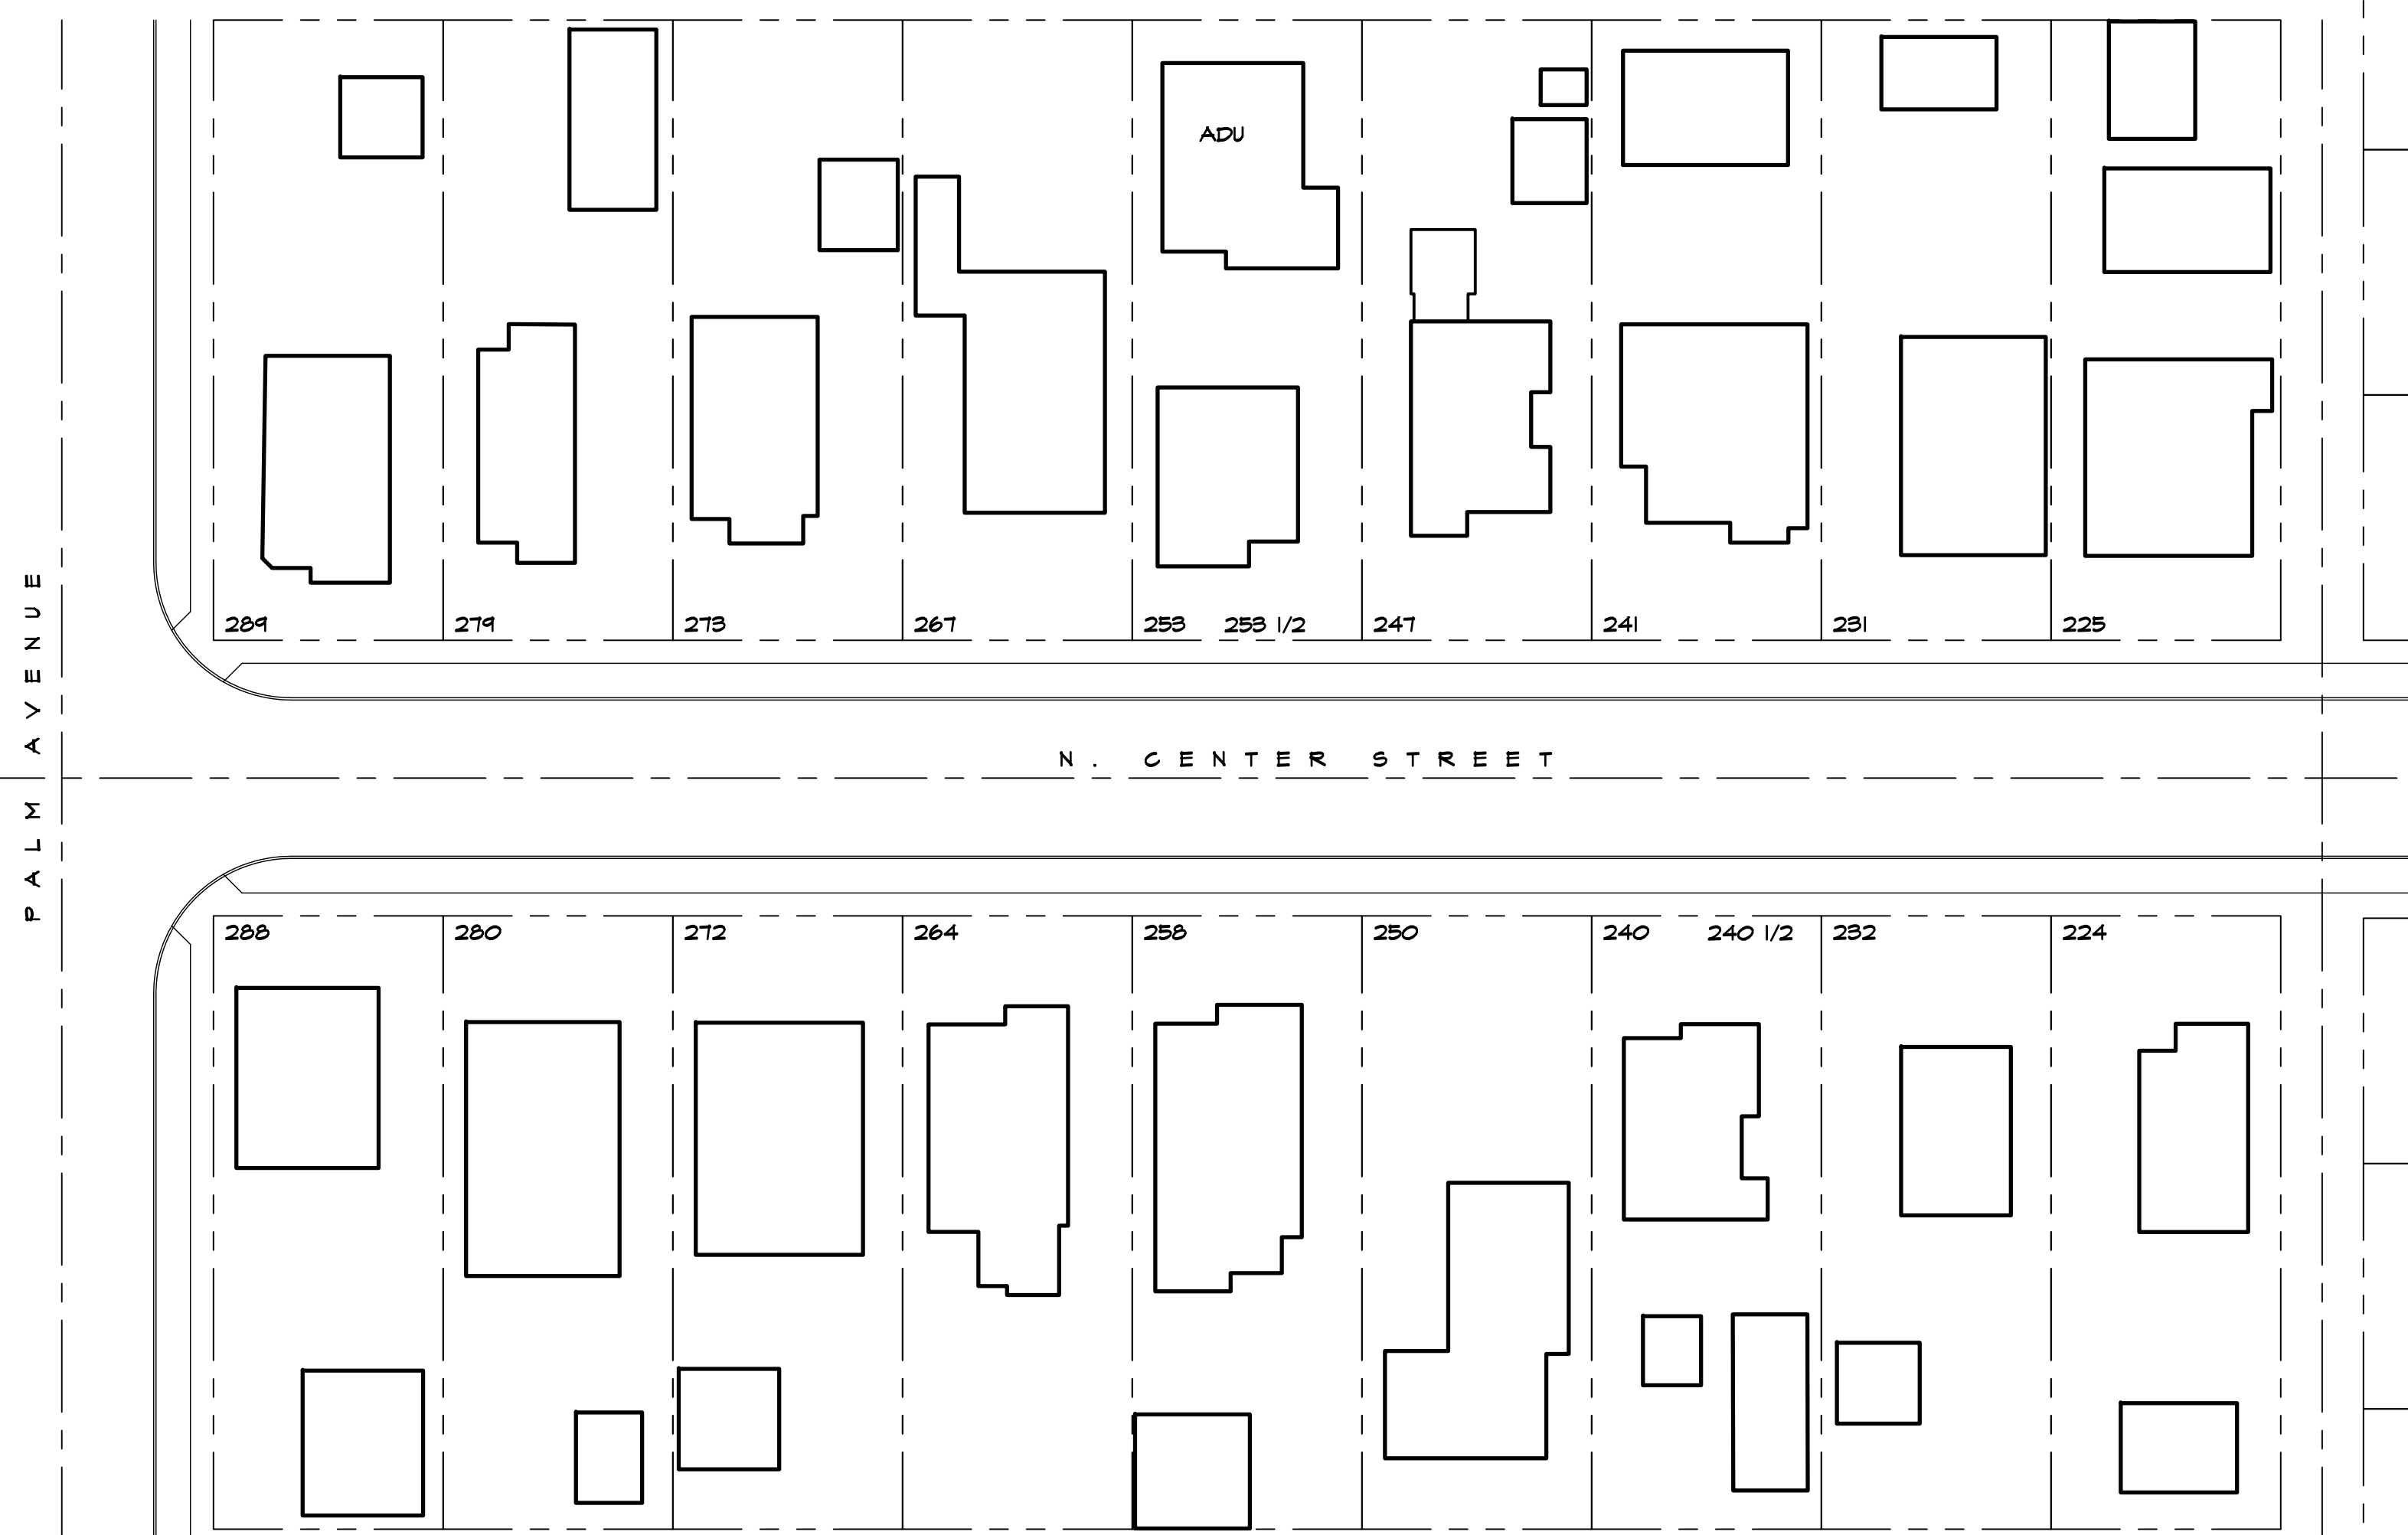 ADU
289 279 273 267 253 253 1/2 247 241 231 225
PALM AVENUE
N. CENTER STREET
288 280 272 264 258 250 240 240 1/2 232 224